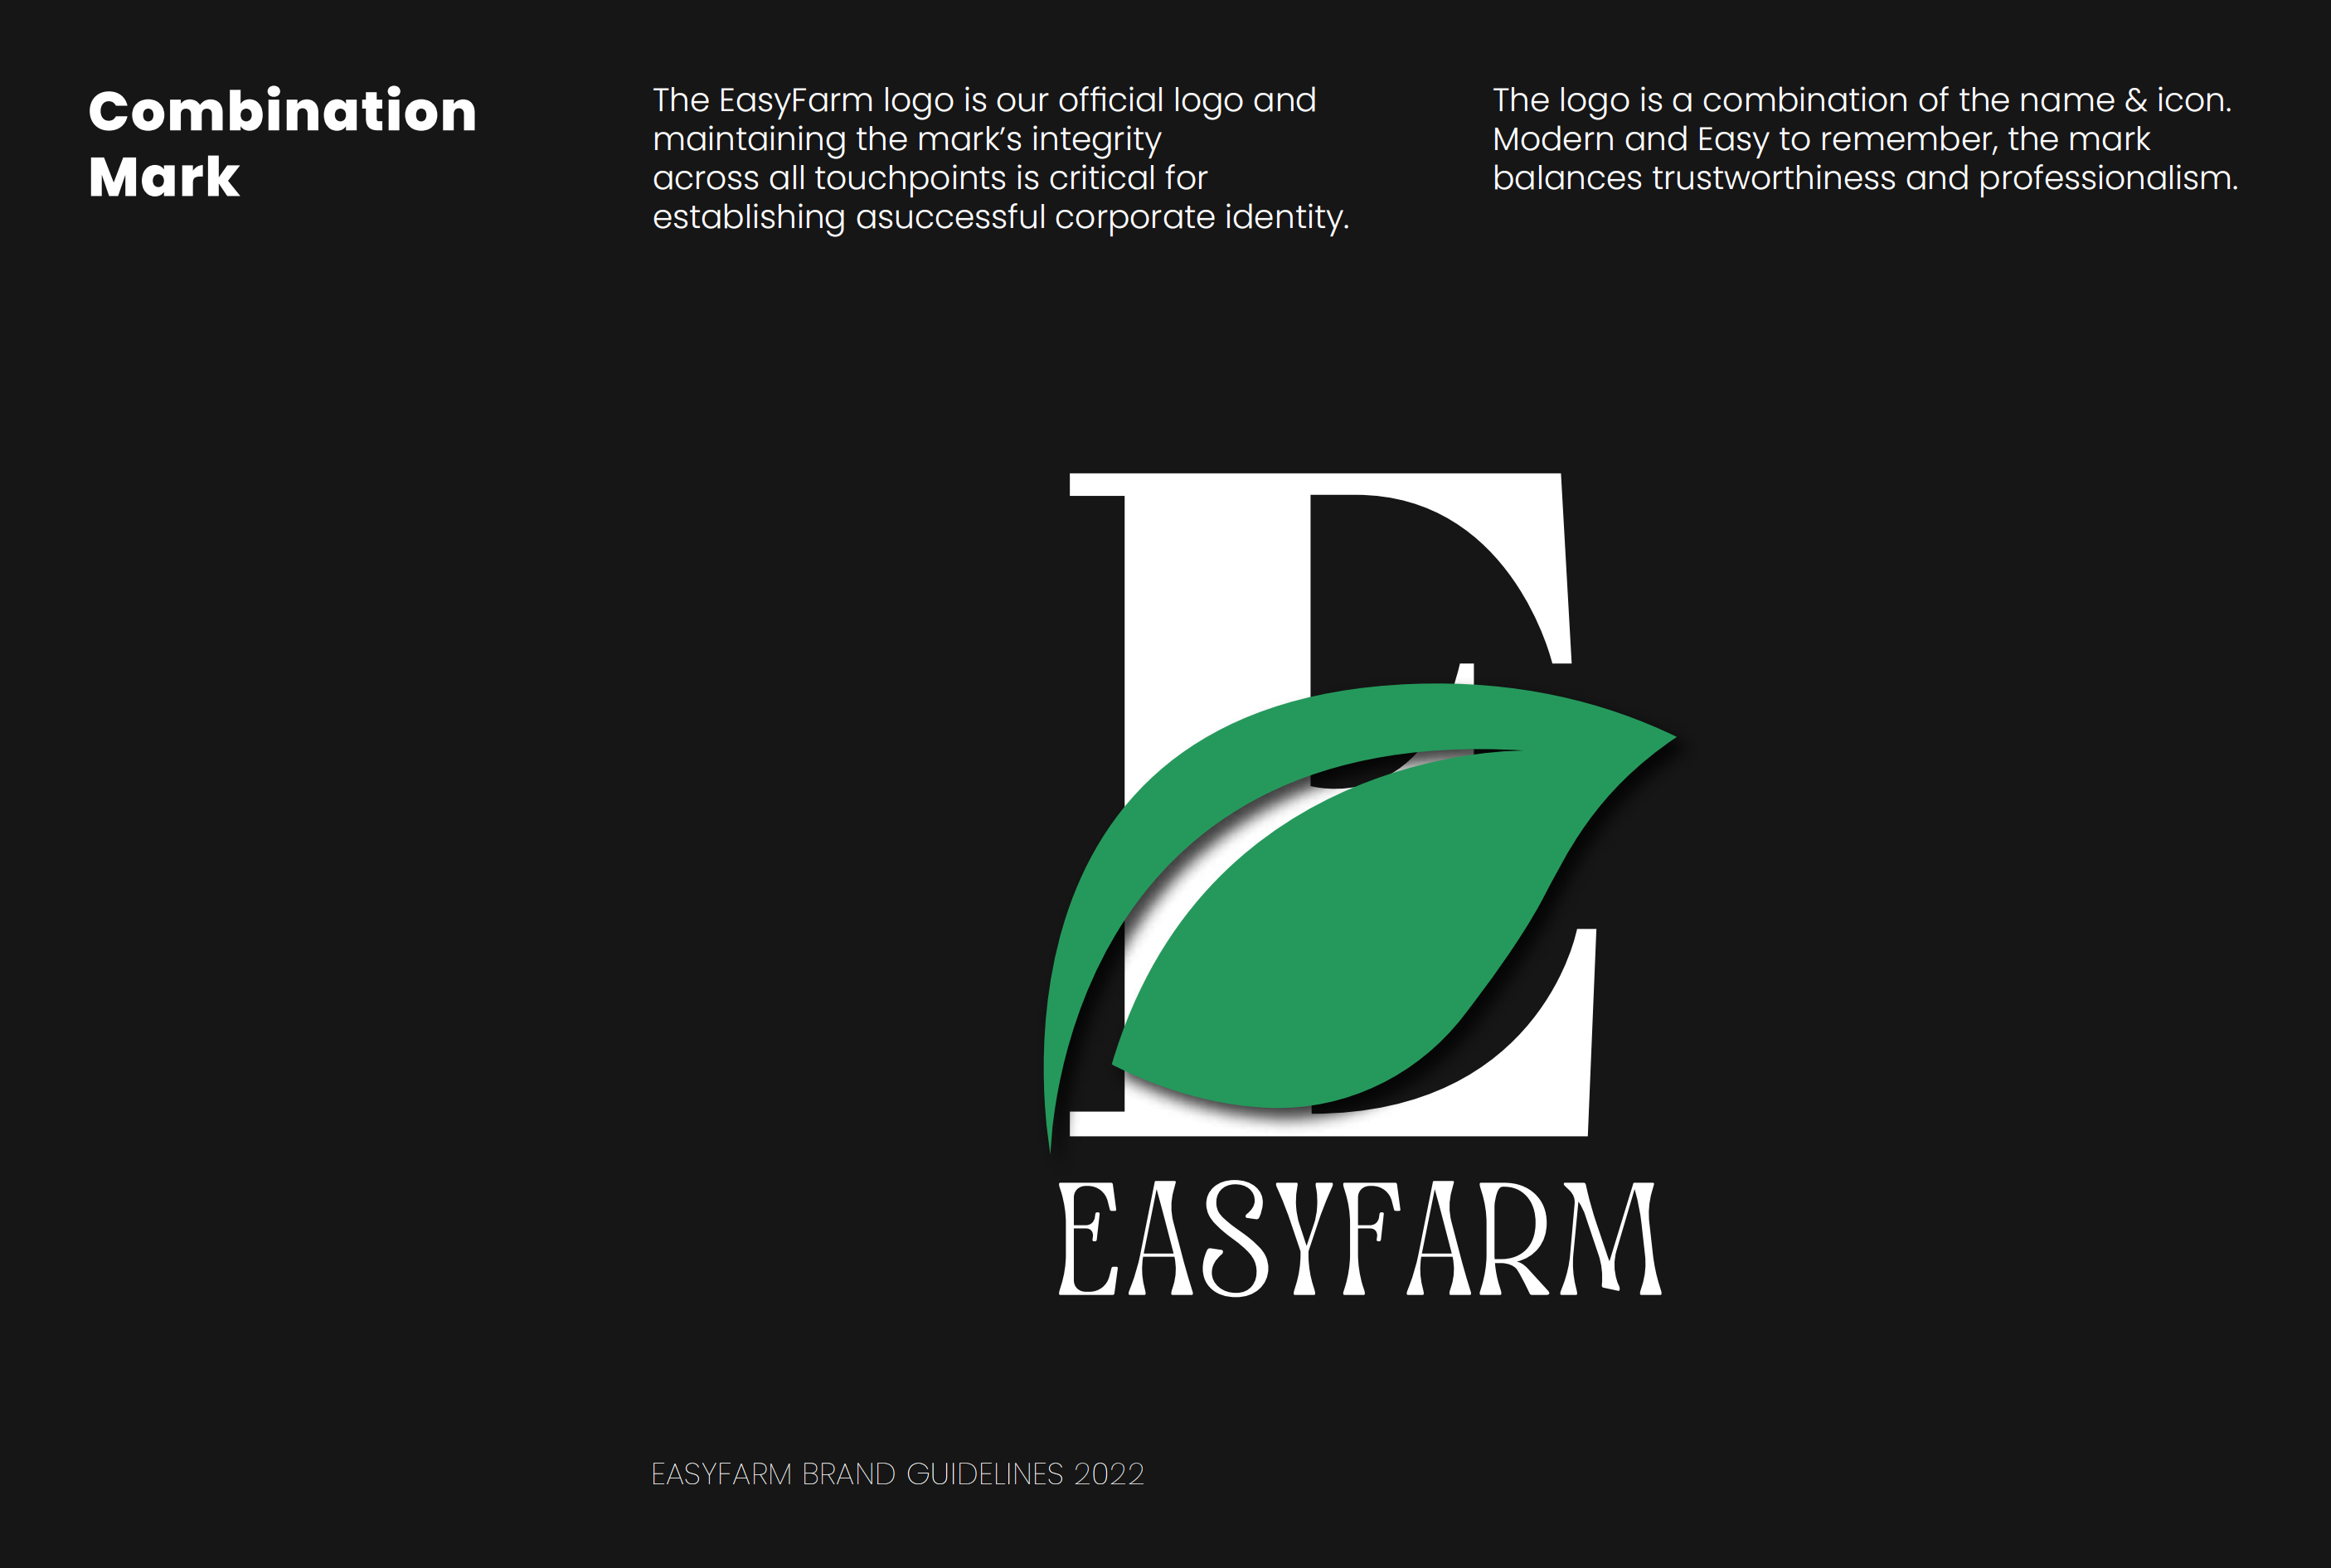 Combination
Mark
The EasyFarm logo is our official logo and
maintaining the mark’s integrity
across all touchpoints is critical for
establishing asuccessful corporate identity.
The logo is a combination of the name & icon.
Modern and Easy to remember, the mark
balances trustworthiness and professionalism.
E
EASYFARM
EASYFARM BRAND GUIDELINES 2022